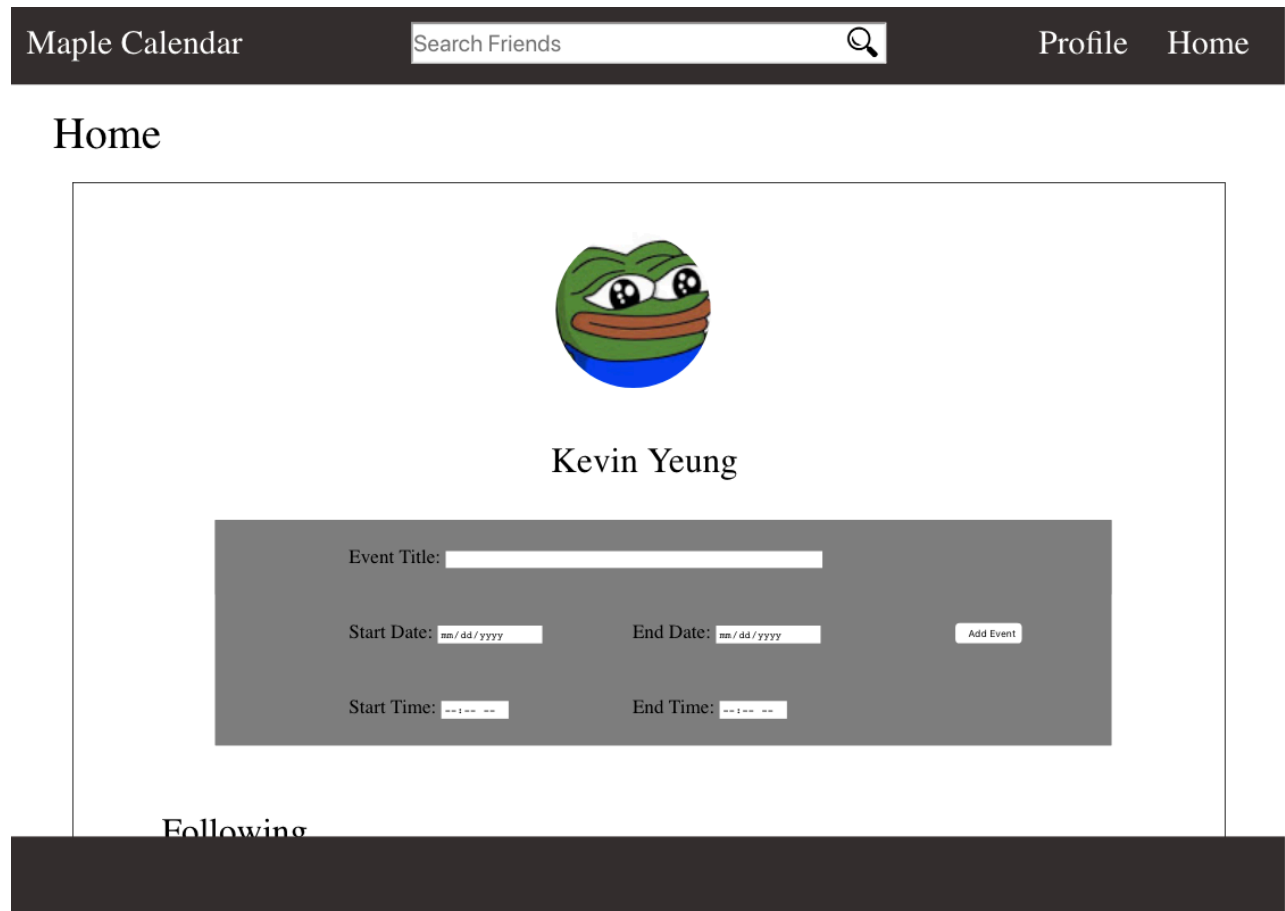 Maple Calendar Search Friends Profile Home
Home
Kevin Yeung
Event Title:
Start Date: mm/dd/yyyy End Date: mm/dd/yyyy Add Event
Start Time: --:-- -- End Time: --:-- --
Following